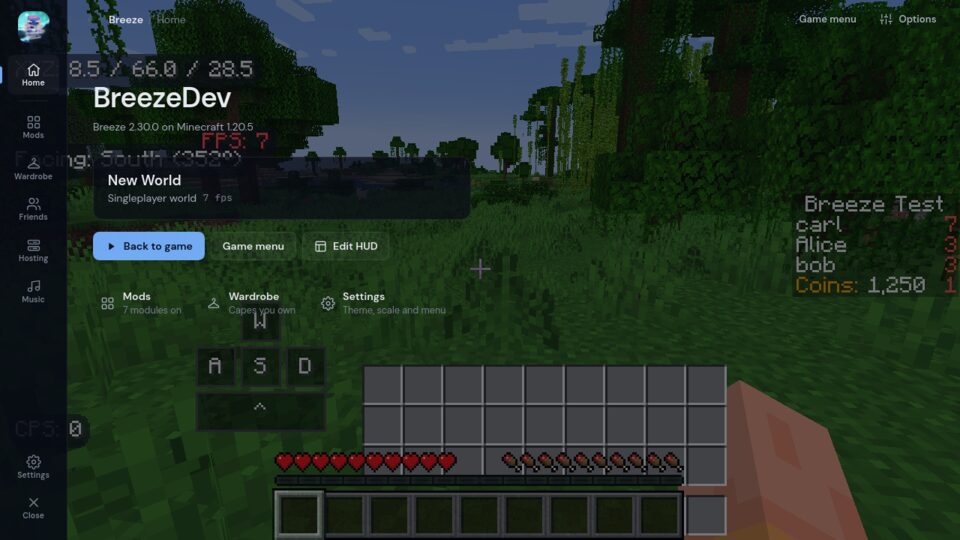 Breeze / Home
Game menu
Options
Home
8.5 / 66.0 / 28.5
BreezeDev
Breeze 2.30.0 on Minecraft 1.20.5
FPS: 7
Mods
Facing: South (352°)
Wardrobe
New World
Singleplayer world 7 fps
Friends
Breeze Test
carl 7
Alice 3
bob 3
Coins: 1,250 1
Hosting
Back to game
Game menu
Edit HUD
Music
Mods
7 modules on
Wardrobe
Capes you own
Settings
Theme, scale and menu
W
A
S
D
^
CPS: 0
Settings
Close